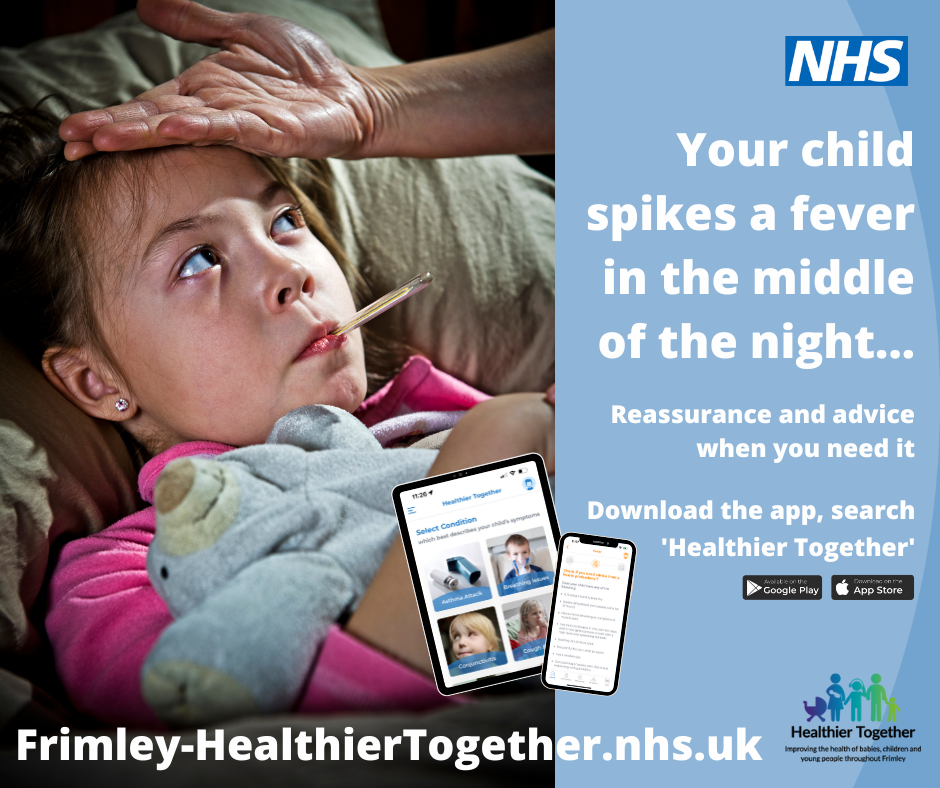 NHS
Your child
spikes a fever
in the middle
of the night...
Reassurance and advice
when you need it
Download the app, search
'Healthier Together'
Available on the
Google Play
Download on the
App Store
11:26
Healthier Together
Select Condition
which best describes your child's symptoms
Asthma Attack
Breathing Issues
Conjunctivitis
Cough
Frimley-HealthierTogether.nhs.uk
Healthier Together
Improving the health of babies, children and
young people throughout Frimley